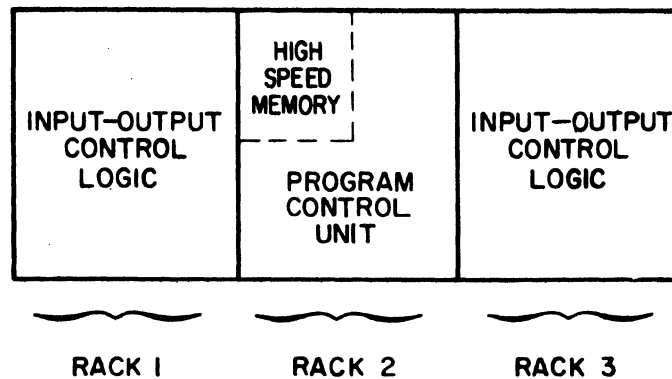 INPUT-OUTPUT
CONTROL
LOGIC
HIGH
SPEED
MEMORY
PROGRAM
CONTROL
UNIT
INPUT-OUTPUT
CONTROL
LOGIC
RACK 1
RACK 2
RACK 3